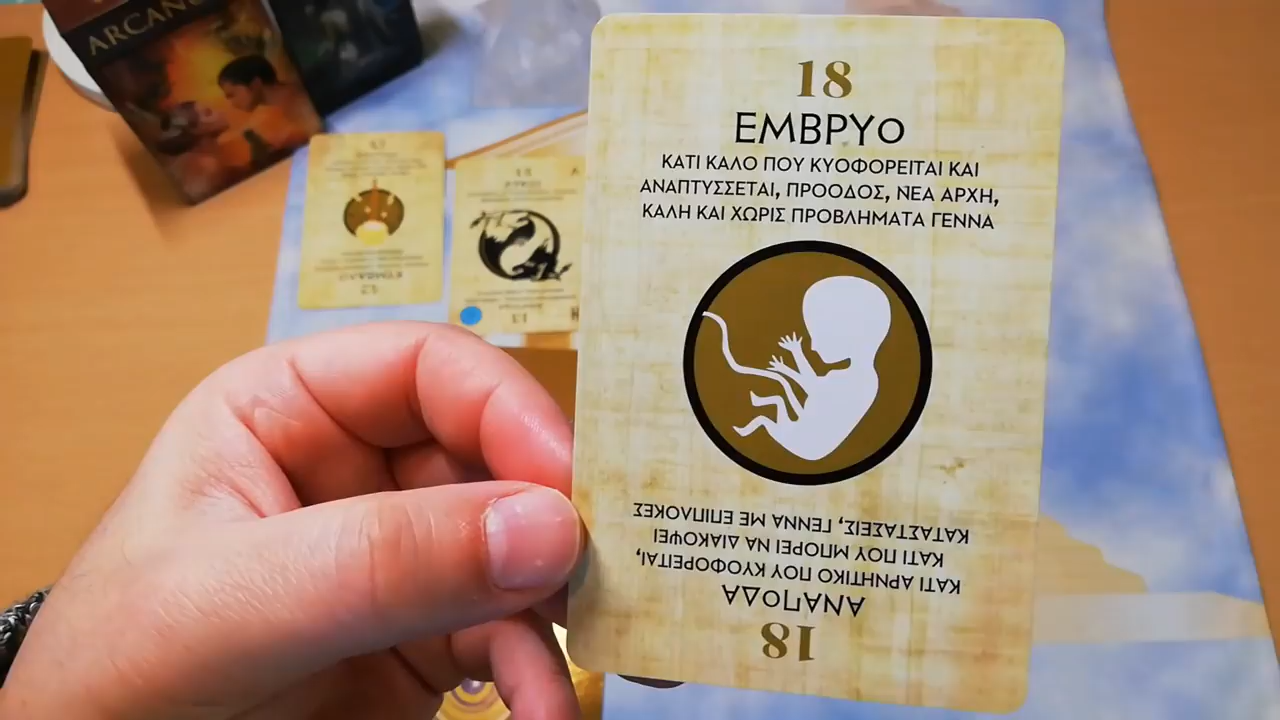 ARCANO
18
ΕΜΒΡΥΟ
ΚΑΤΙ ΚΑΛΟ ΠΟΥ ΚΥΟΦΟΡΕΙΤΑΙ ΚΑΙ
ΑΝΑΠΤΥΣΣΕΤΑΙ, ΠΡΟΟΔΟΣ, ΝΕΑ ΑΡΧΗ,
ΚΑΛΗ ΚΑΙ ΧΩΡΙΣ ΠΡΟΒΛΗΜΑΤΑ ΓΕΝΝΑ
18
ΑΝΑΠΟΔΑ
ΚΑΤΙ ΑΡΝΗΤΙΚΟ ΠΟΥ ΚΥΟΦΟΡΕΙΤΑΙ,
ΚΑΤΙ ΠΟΥ ΜΠΟΡΕΙ ΝΑ ΔΙΑΚΟΨΕΙ
ΚΑΤΑΣΤΑΣΕΙΣ, ΓΕΝΝΑ ΜΕ ΕΠΙΠΛΟΚΕΣ